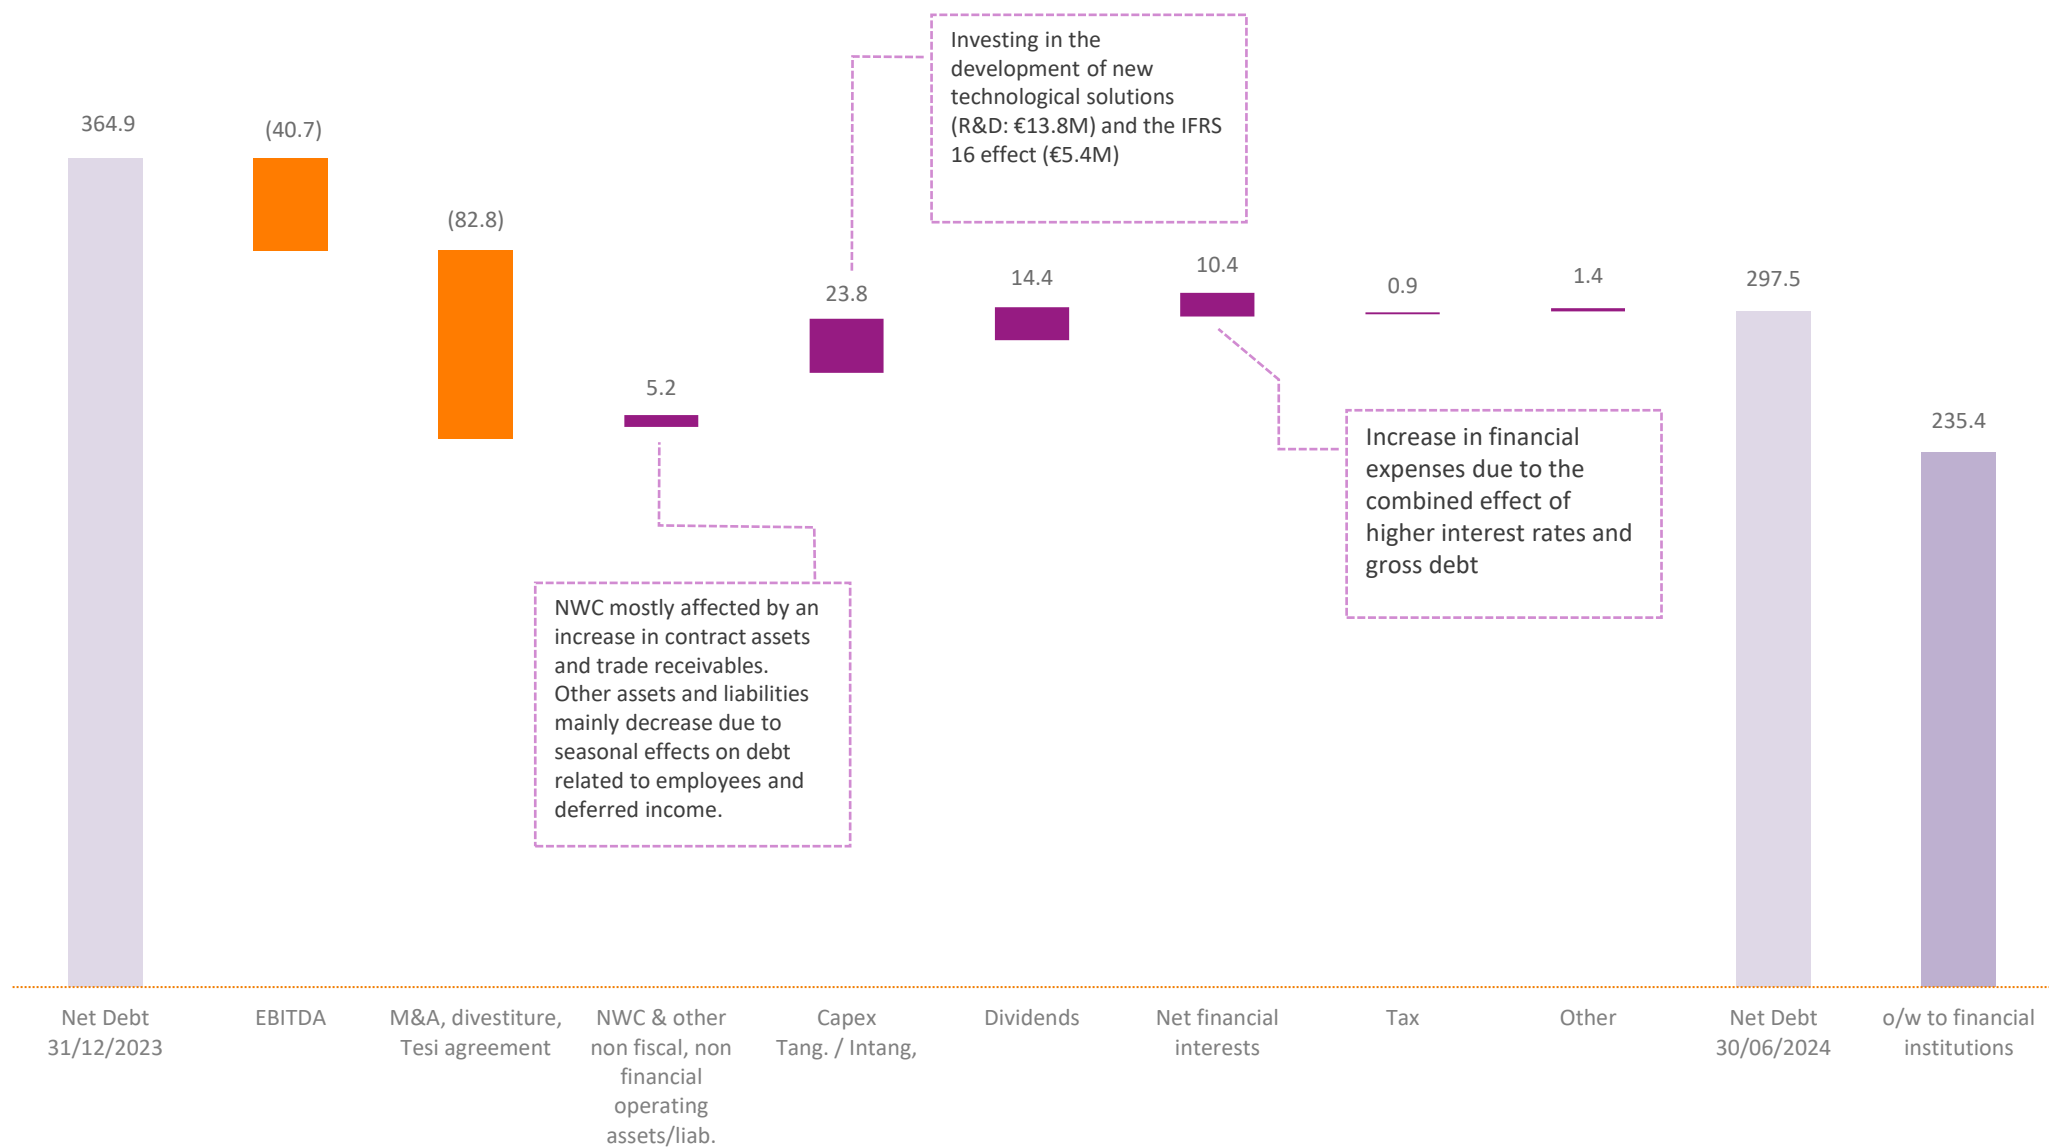 Investing in the
development of new
technological solutions
(R&D: €13.8M) and the IFRS
16 effect (€5.4M)
364.9
(40.7)
(82.8)
5.2
23.8
14.4
10.4
0.9
1.4
297.5
235.4
Increase in financial
expenses due to the
combined effect of
higher interest rates and
gross debt
NWC mostly affected by an
increase in contract assets
and trade receivables.
Other assets and liabilities
mainly decrease due to
seasonal effects on debt
related to employees and
deferred income.
Net Debt
31/12/2023
EBITDA
M&A, divestiture,
Tesi agreement
NWC & other
non fiscal, non
financial
operating
assets/liab.
Capex
Tang. / Intang,
Dividends
Net financial
interests
Tax
Other
Net Debt
30/06/2024
o/w to financial
institutions